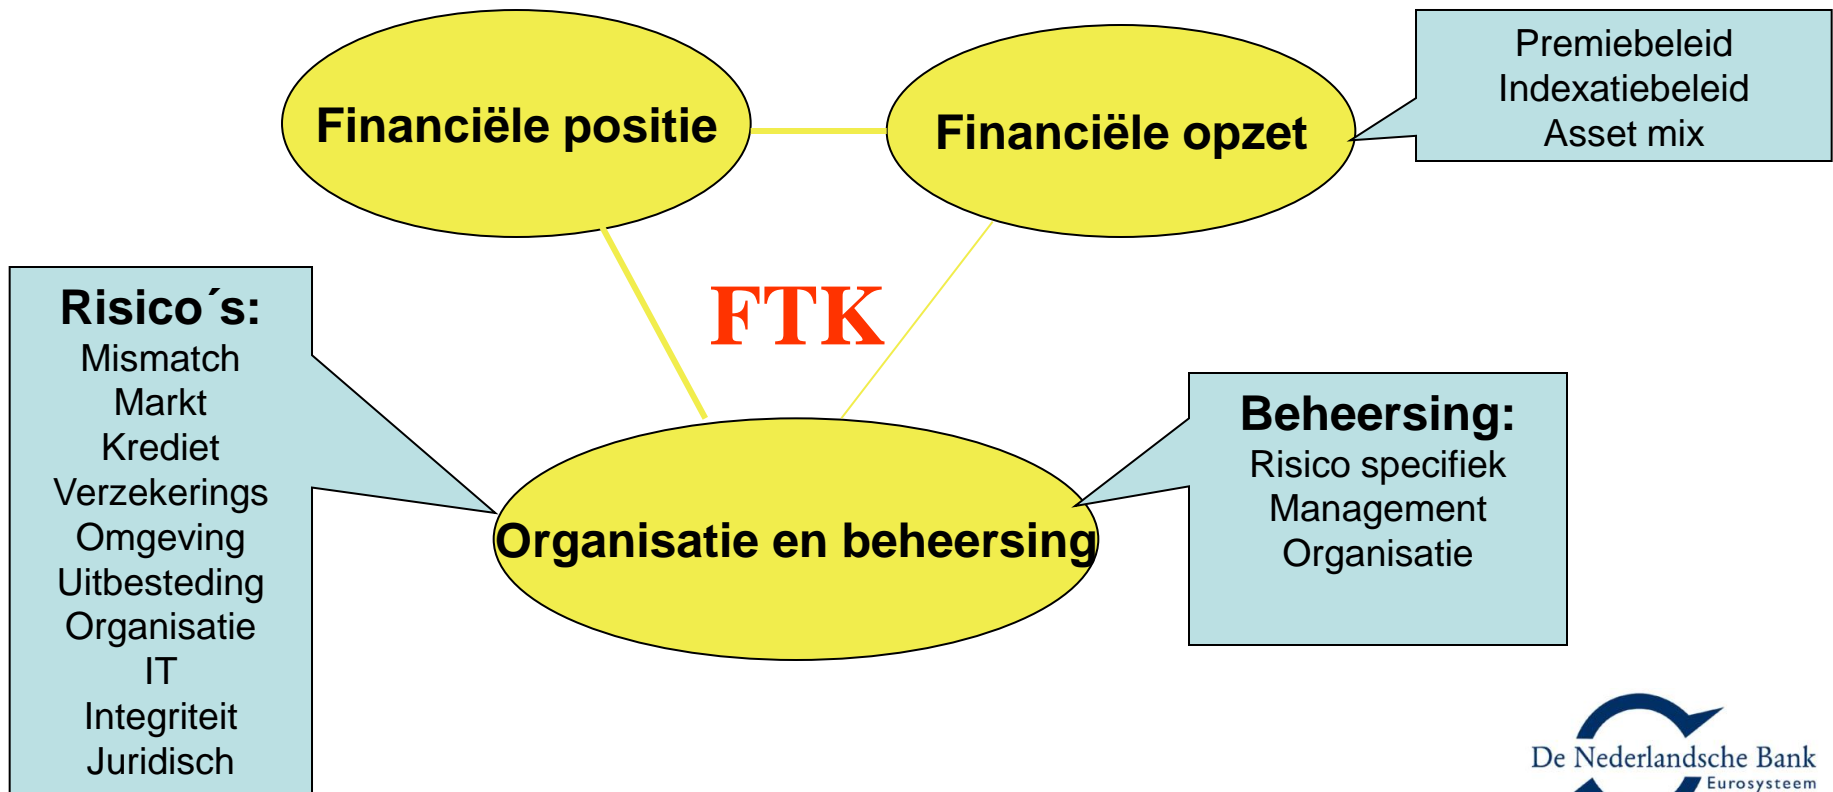 Financiële positie
Financiële opzet
Premiebeleid
Indexatiebeleid
Asset mix
FTK
Risico´s:
Mismatch
Markt
Krediet
Verzekerings
Omgeving
Uitbesteding
Organisatie
IT
Integriteit
Juridisch
Organisatie en beheersing
Beheersing:
Risico specifiek
Management
Organisatie
De Nederlandsche Bank
Eurosysteem